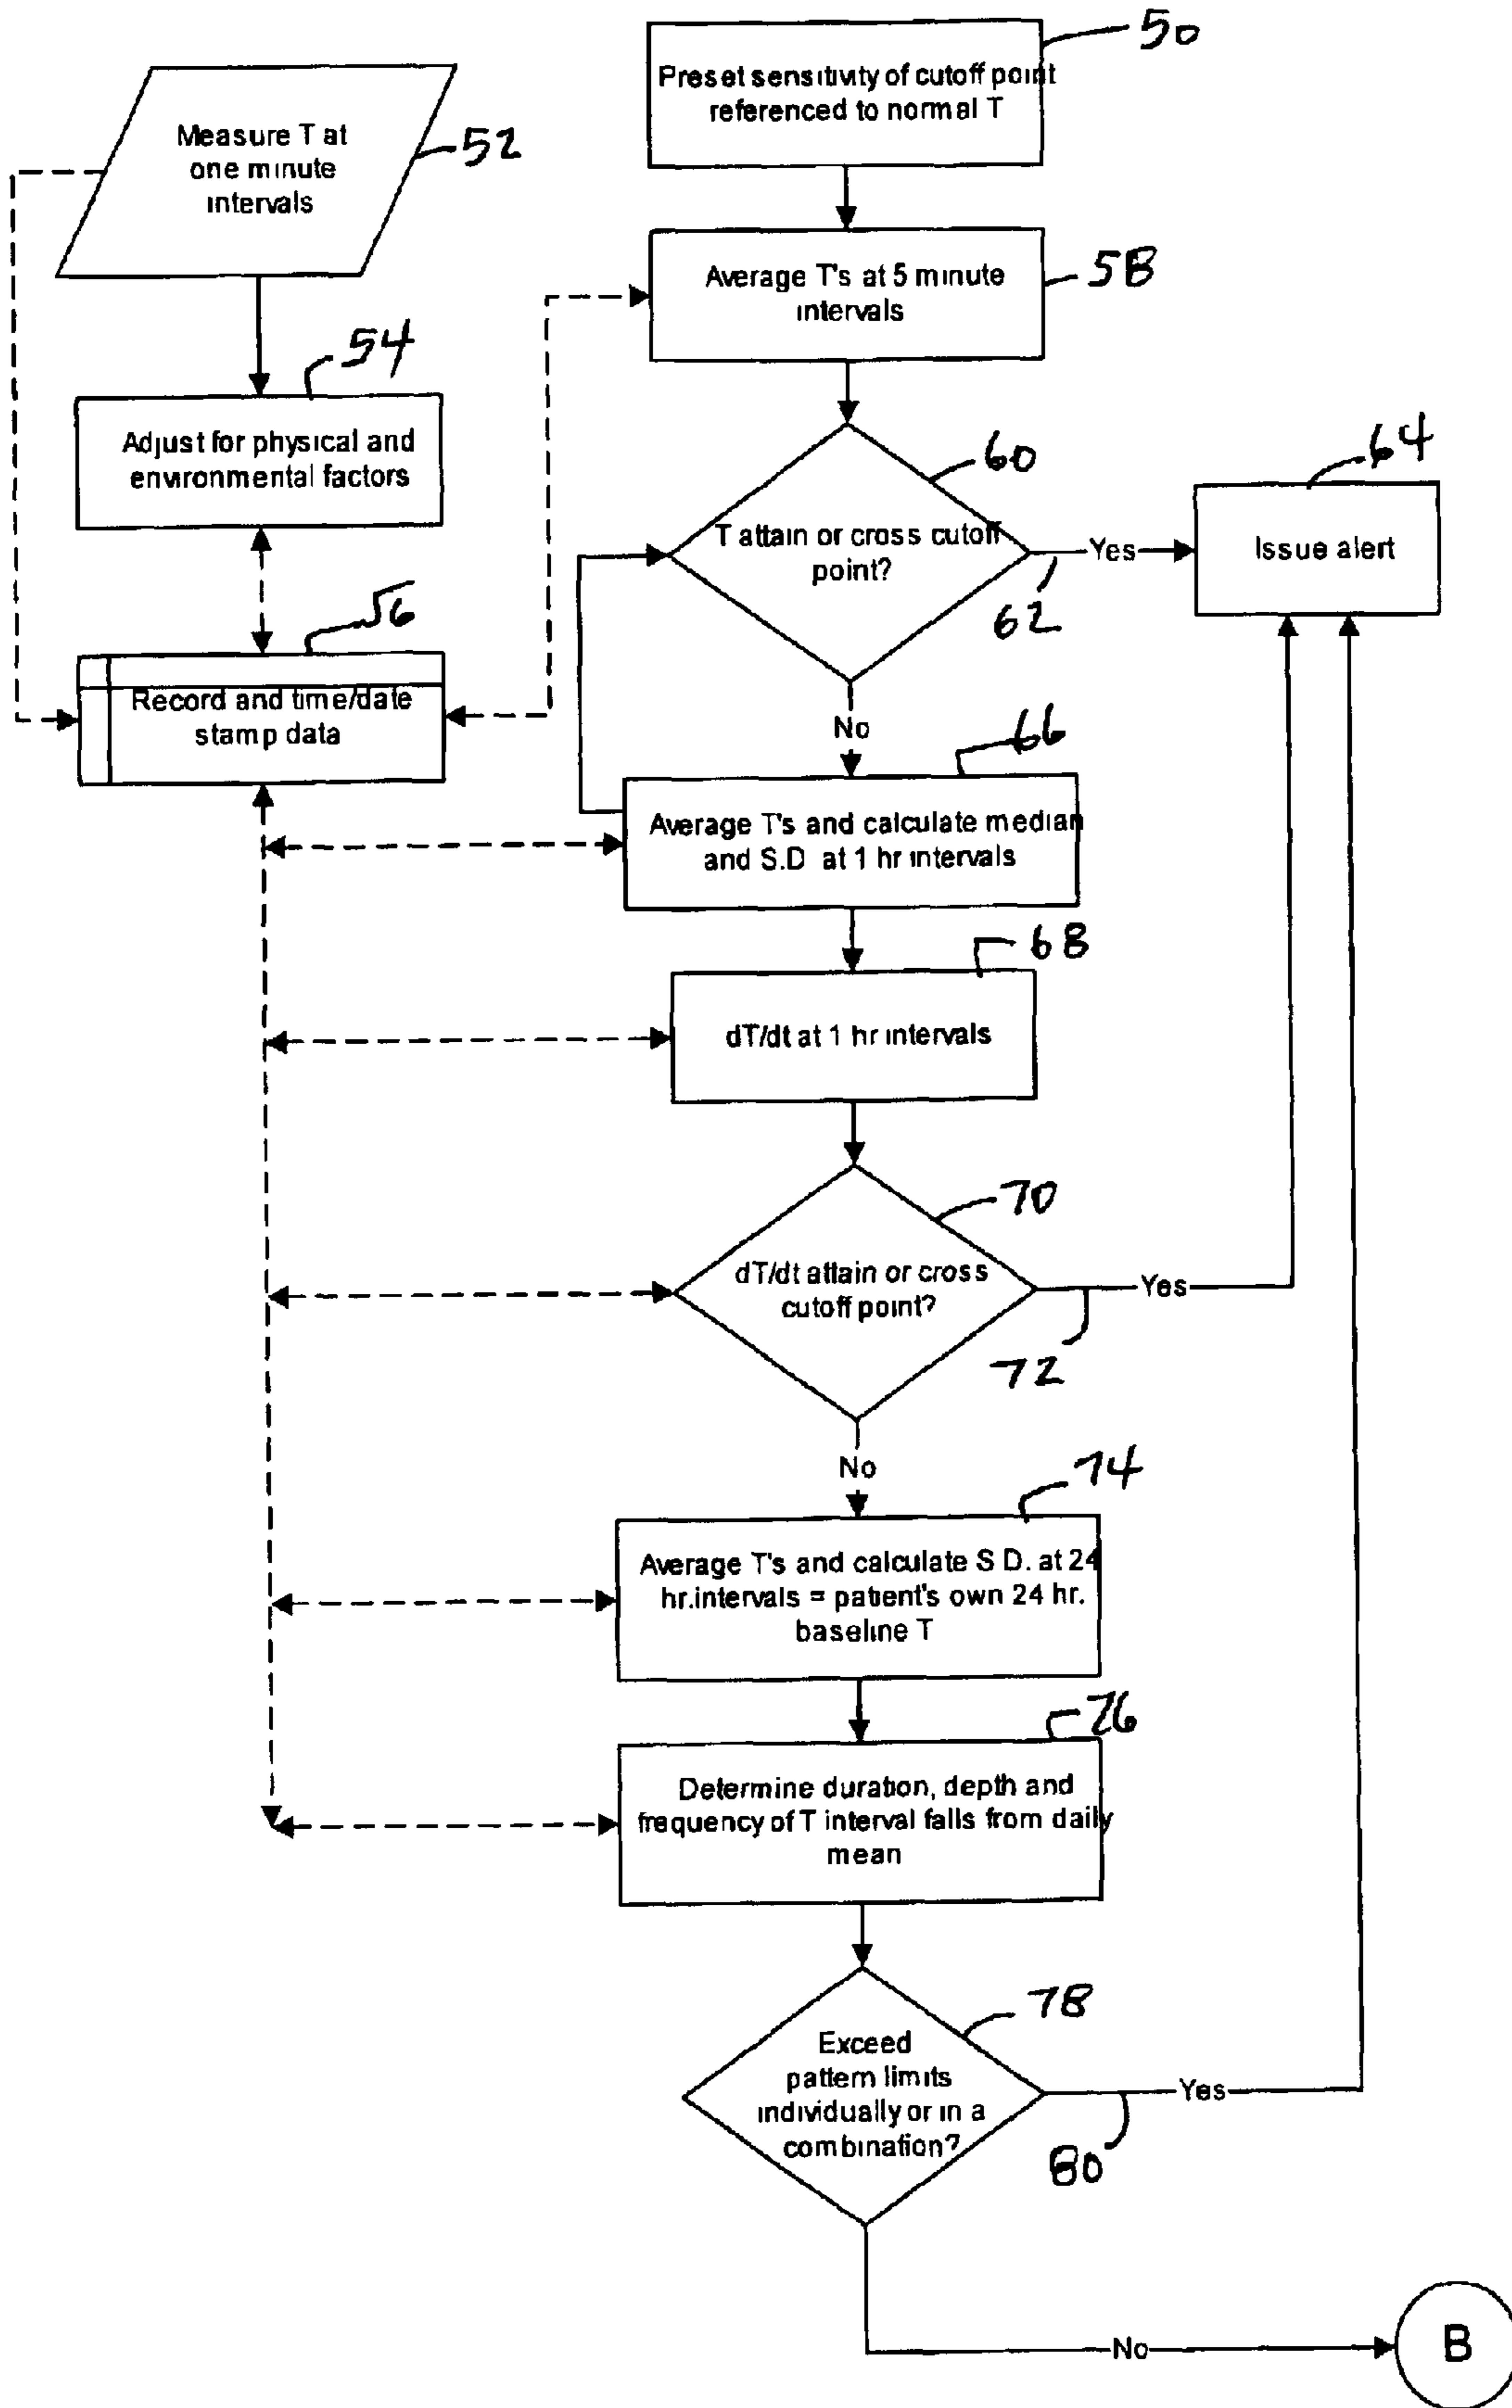 50
Preset sensitivity of cutoff point
referenced to normal T
Measure T at
one minute
intervals
52
Average T's at 5 minute
intervals
58
54
Adjust for physical and
environmental factors
60
T attain or cross cutoff
point?
Yes
62
64
Issue alert
56
Record and time/date
stamp data
No
66
Average T's and calculate median
and S.D at 1 hr intervals
68
dT/dt at 1 hr intervals
70
dT/dt attain or cross
cutoff point?
Yes
72
No
74
Average T's and calculate S D. at 24
hr.intervals = patient's own 24 hr.
baseline T
76
Determine duration, depth and
frequency of T interval falls from daily
mean
78
Exceed
pattern limits
individually or in a
combination?
Yes
80
No
B